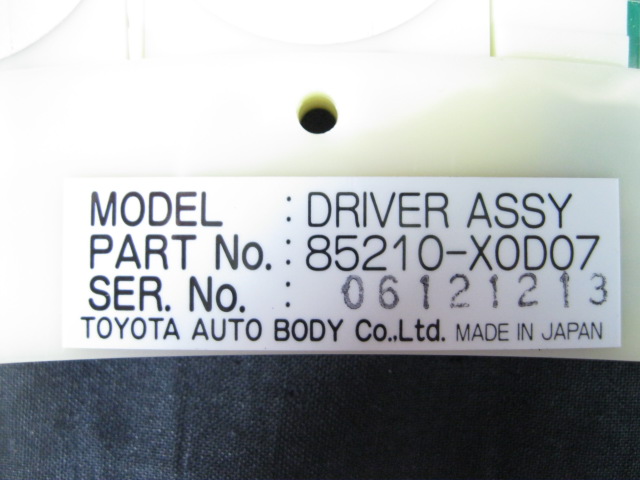 MODEL : DRIVER ASSY
PART No. : 85210-X0D07
SER. No. : 06121213
TOYOTA AUTO BODY Co.,Ltd. MADE IN JAPAN